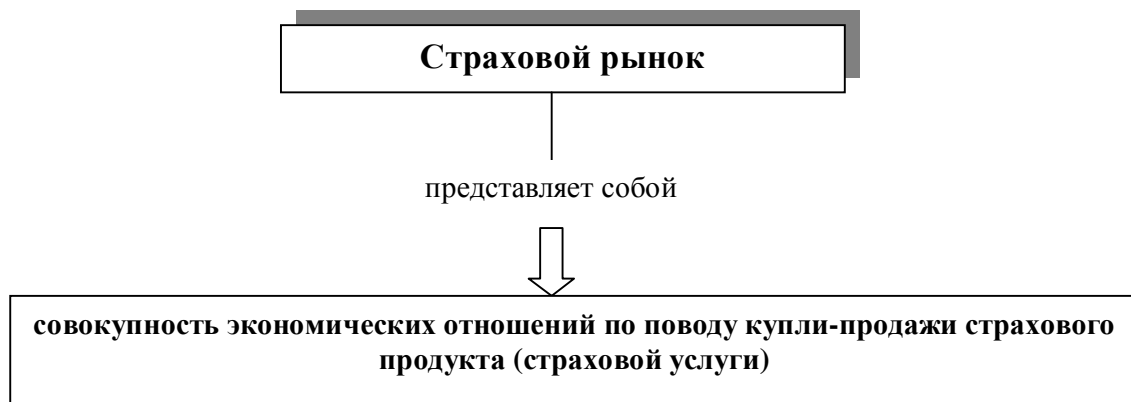 Страховой рынок
представляет собой
совокупность экономических отношений по поводу купли-продажи страхового
продукта (страховой услуги)